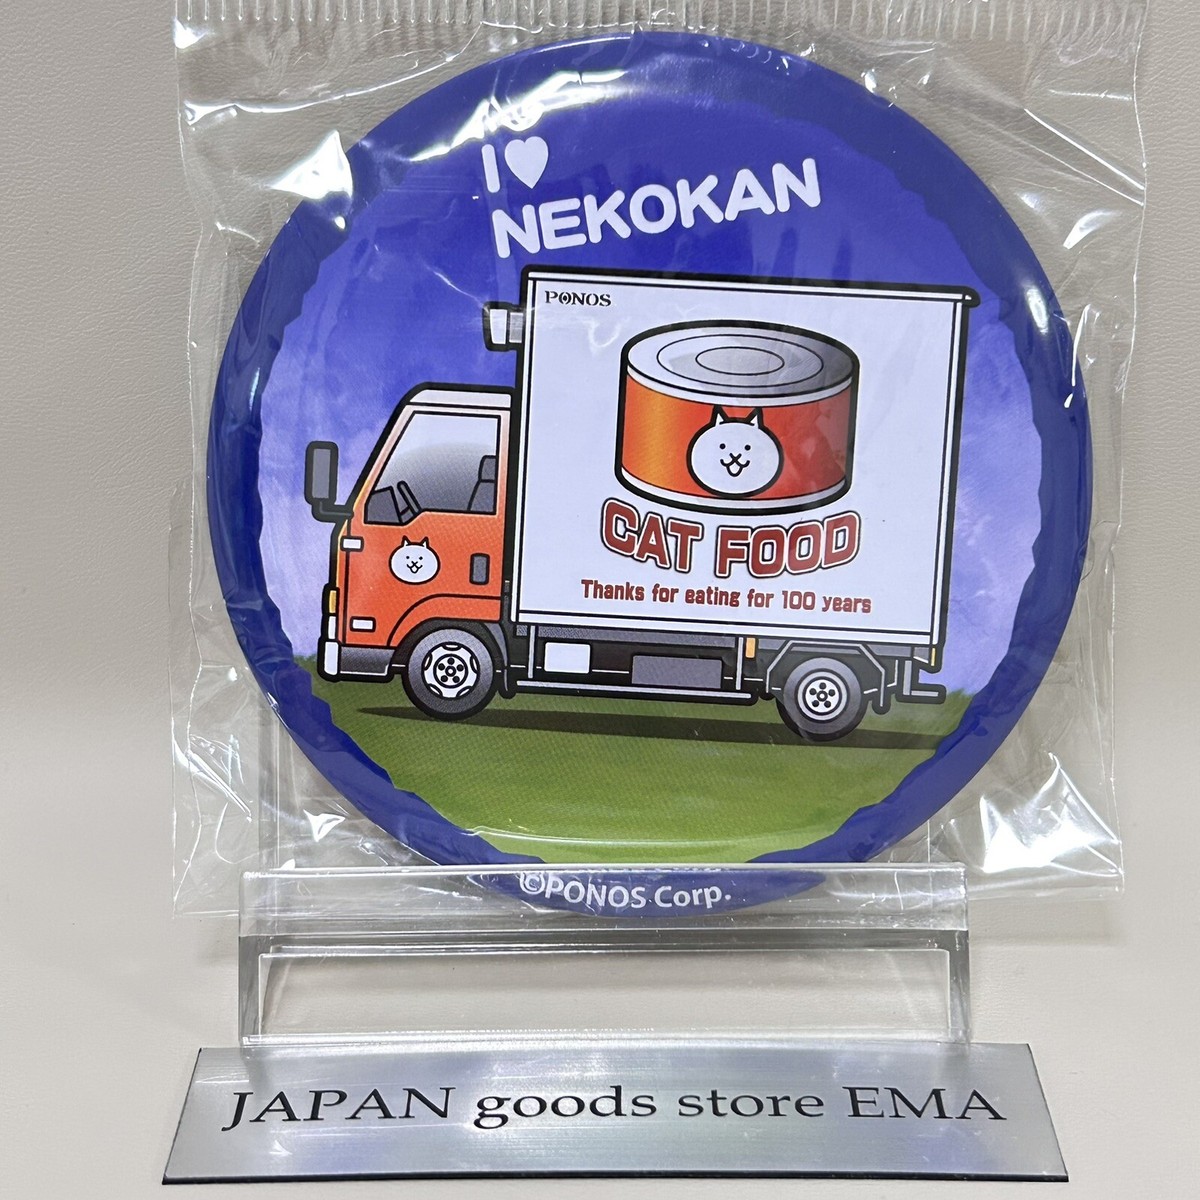 I ♥
NEKOKAN
PONOS
CAT FOOD
Thanks for eating for 100 years
©PONOS Corp.
JAPAN goods store EMA